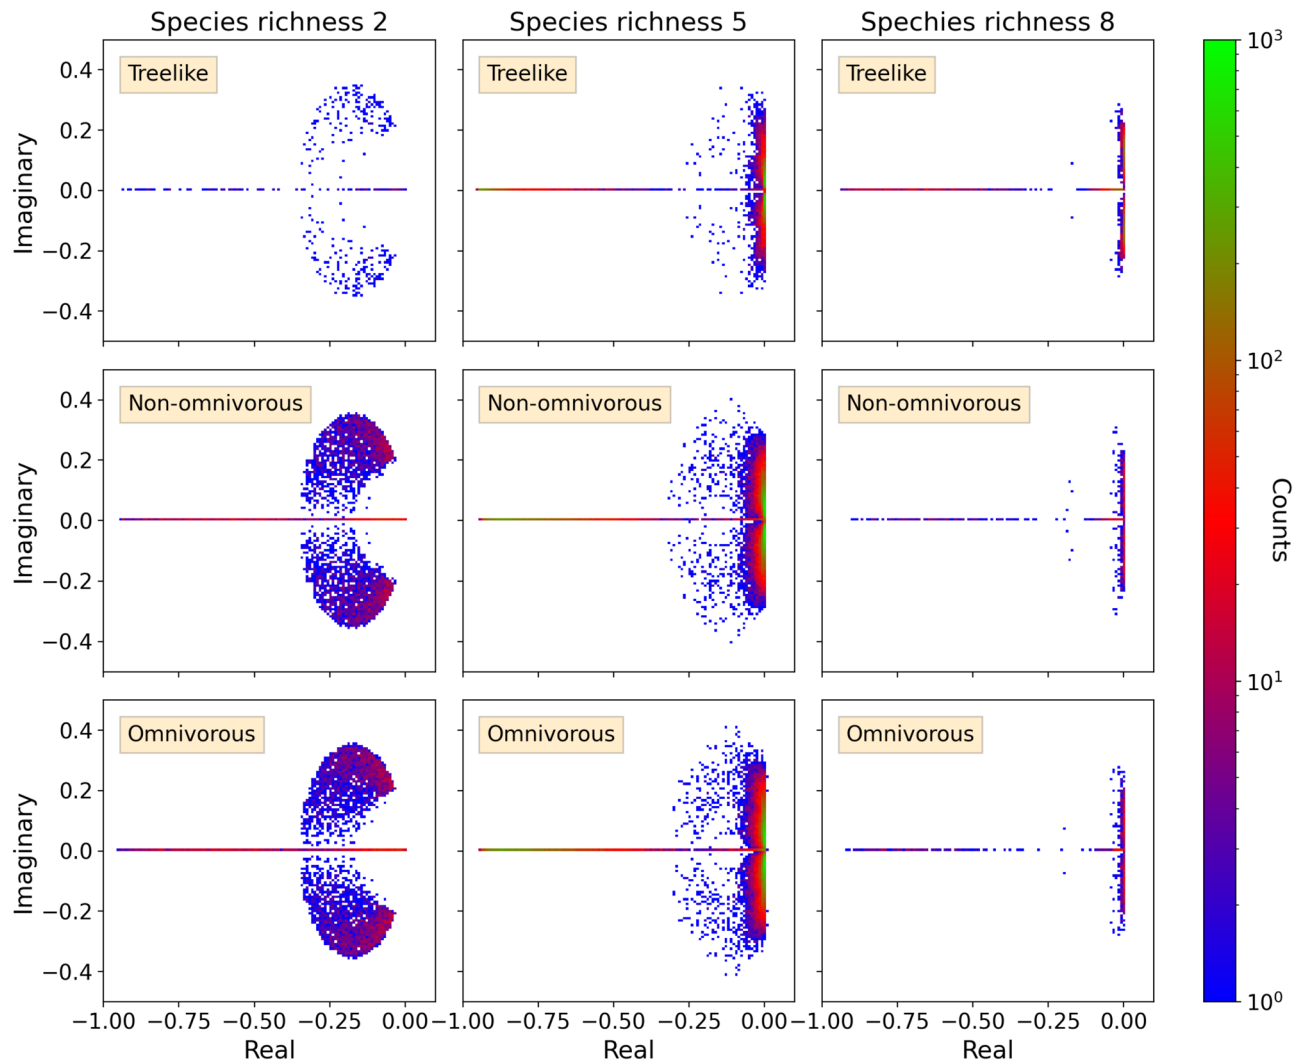 Species richness 2
Species richness 5
Spechies richness 8
Treelike
Treelike
Treelike
0.4
0.2
0.0
−0.2
−0.4
Imaginary
Non-omnivorous
Non-omnivorous
Non-omnivorous
0.4
0.2
0.0
−0.2
−0.4
Imaginary
Omnivorous
Omnivorous
Omnivorous
0.4
0.2
0.0
−0.2
−0.4
Imaginary
−1.00 −0.75 −0.50 −0.25 0.00
−1.00 −0.75 −0.50 −0.25 0.00
−1.00 −0.75 −0.50 −0.25 0.00
Real
Real
Real
10³
10²
10¹
10⁰
Counts